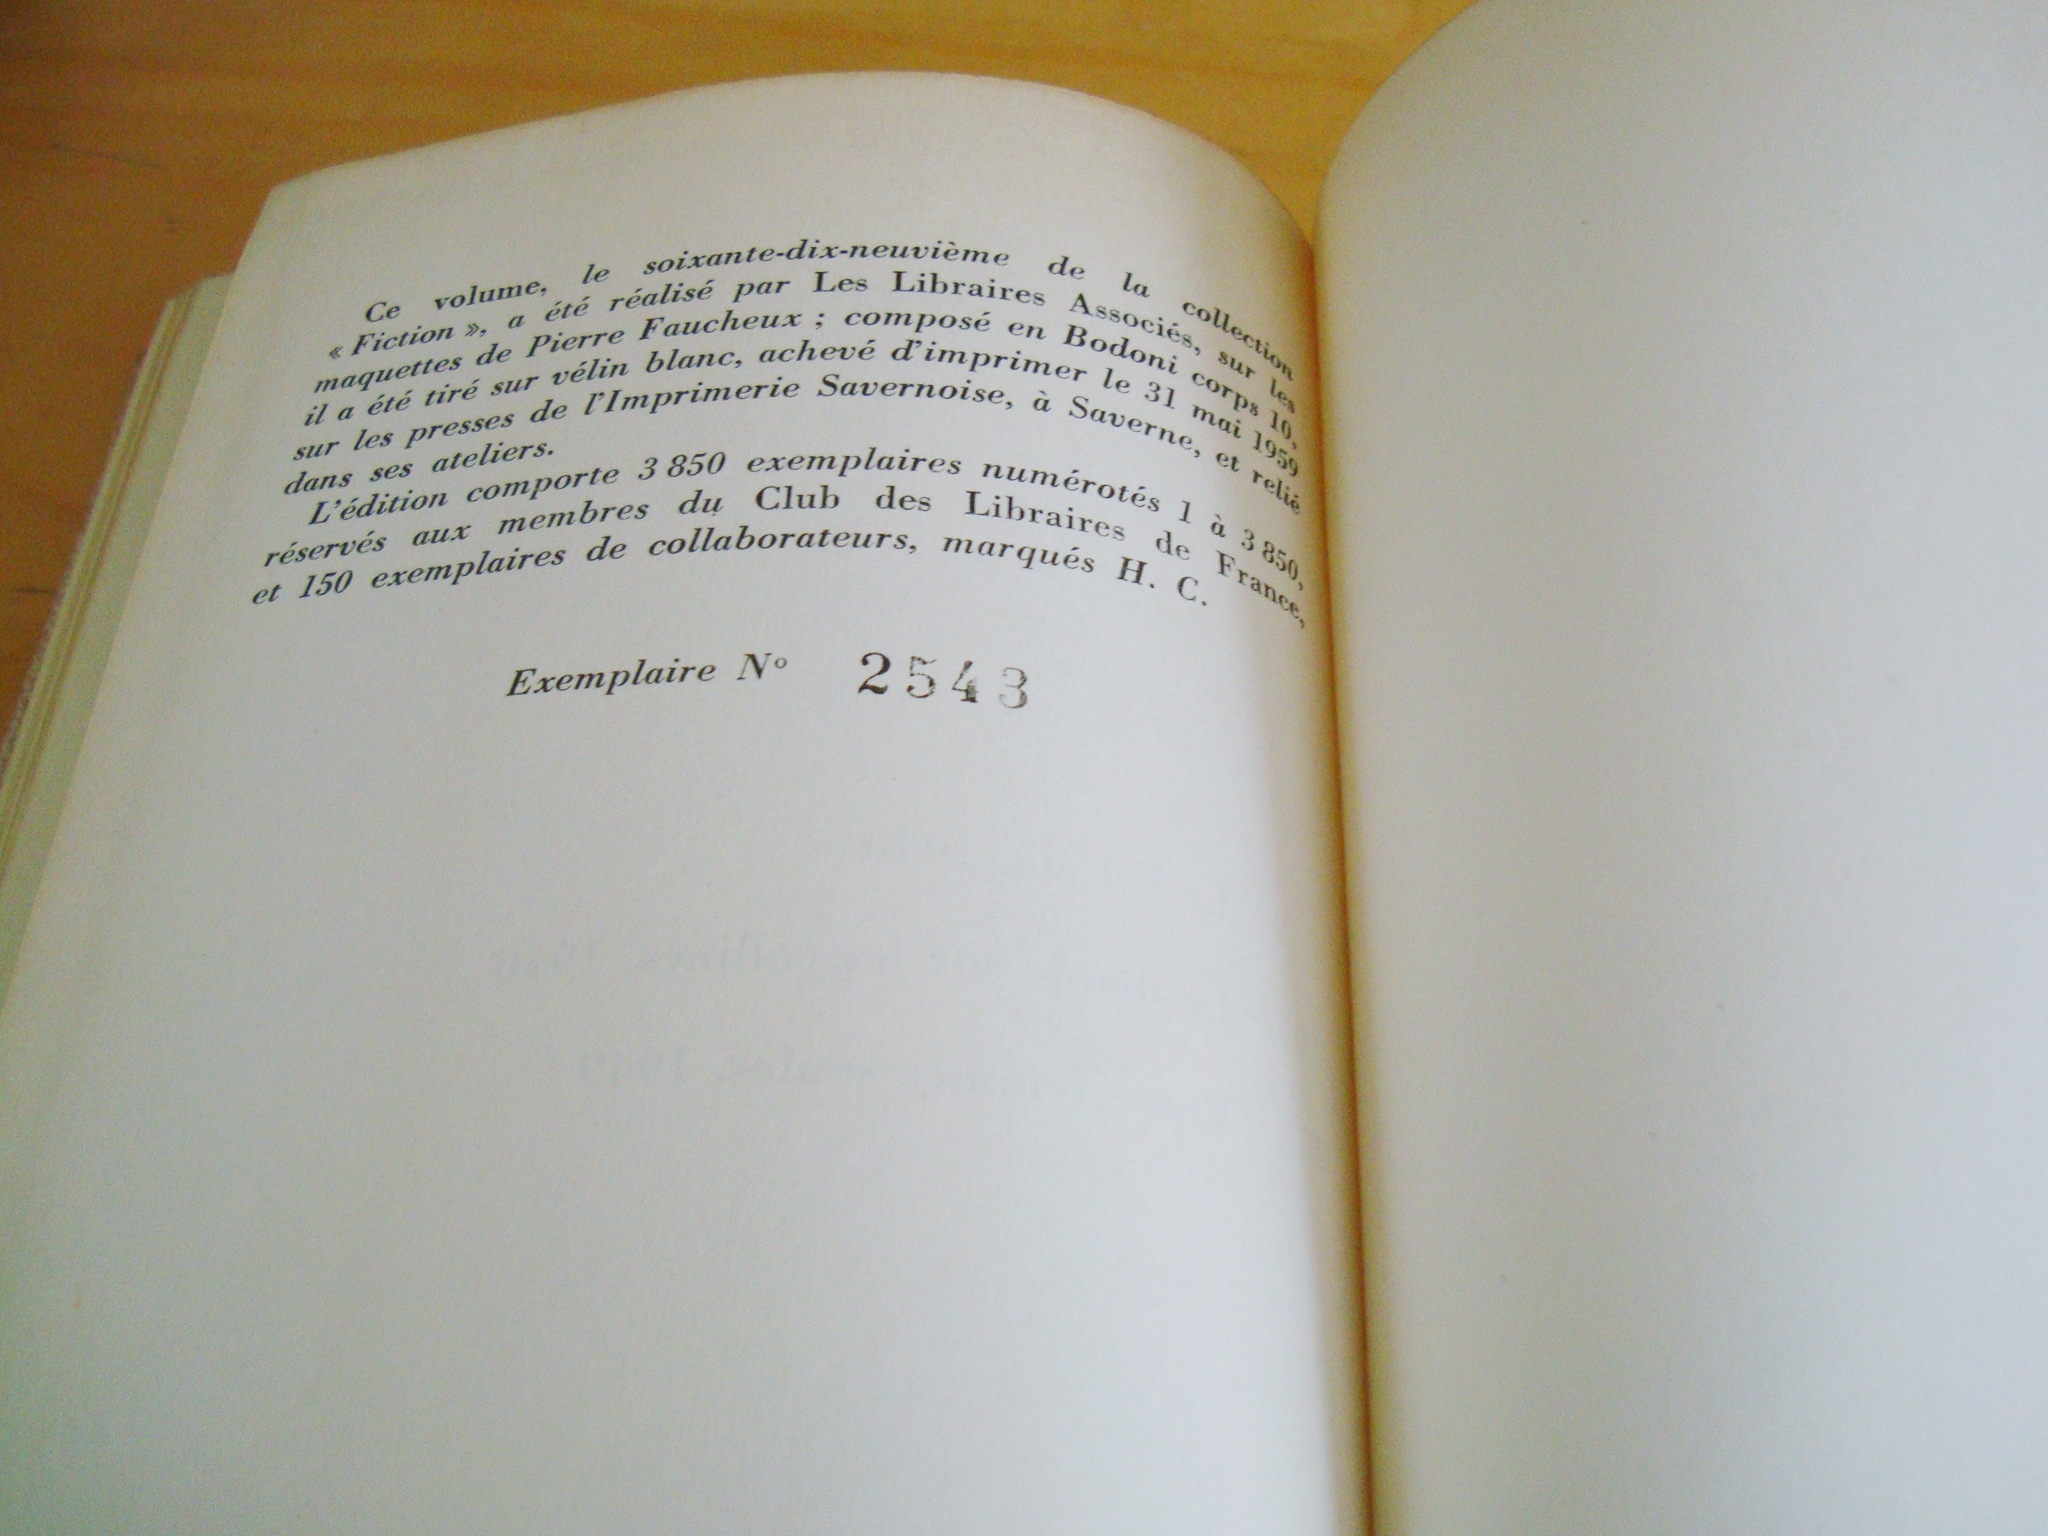 Ce volume, le soixante-dix-neuvième de la collection
« Fiction », a été réalisé par Les Libraires Associés, sur les
maquettes de Pierre Faucheux ; composé en Bodoni corps 10,
il a été tiré sur vélin blanc, achevé d'imprimer le 31 mai 1959
sur les presses de l'Imprimerie Savernoise, à Saverne, et relié
dans ses ateliers.
L'édition comporte 3 850 exemplaires numérotés 1 à 3 850,
réservés aux membres du Club des Libraires de France,
et 150 exemplaires de collaborateurs, marqués H. C.
Exemplaire N° 2543